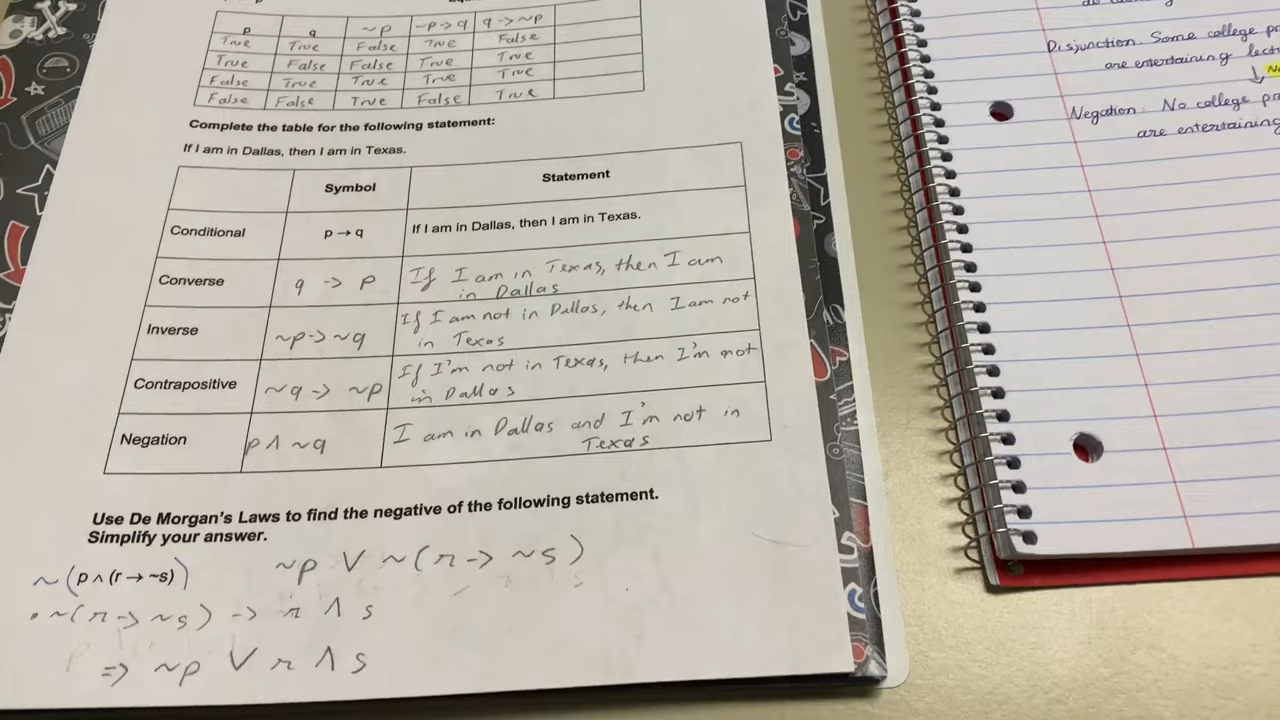 p q ~p ~p->q q->~p
True True False True False
True False False True True
False True True True True
False False True False True
Complete the table for the following statement:
If I am in Dallas, then I am in Texas.
Symbol Statement
Conditional p → q If I am in Dallas, then I am in Texas.
Converse q -> p If I am in Texas, then I am
in Dallas
Inverse ~p->~q If I am not in Dallas, then I am not
in Texas
Contrapositive ~q -> ~p If I'm not in Texas, then I'm not
in Dallas
Negation p ∧ ~q I am in Dallas and I'm not in
Texas
Use De Morgan's Laws to find the negative of the following statement.
Simplify your answer.
~(p ∧ (r → ~s)) ~p ∨ ~(r -> ~s)
• ~(r -> ~s) -> r ∧ s
=> ~p ∨ r ∧ s
Disjunction. Some college
are entertaining
Negation: No college
are entertaining